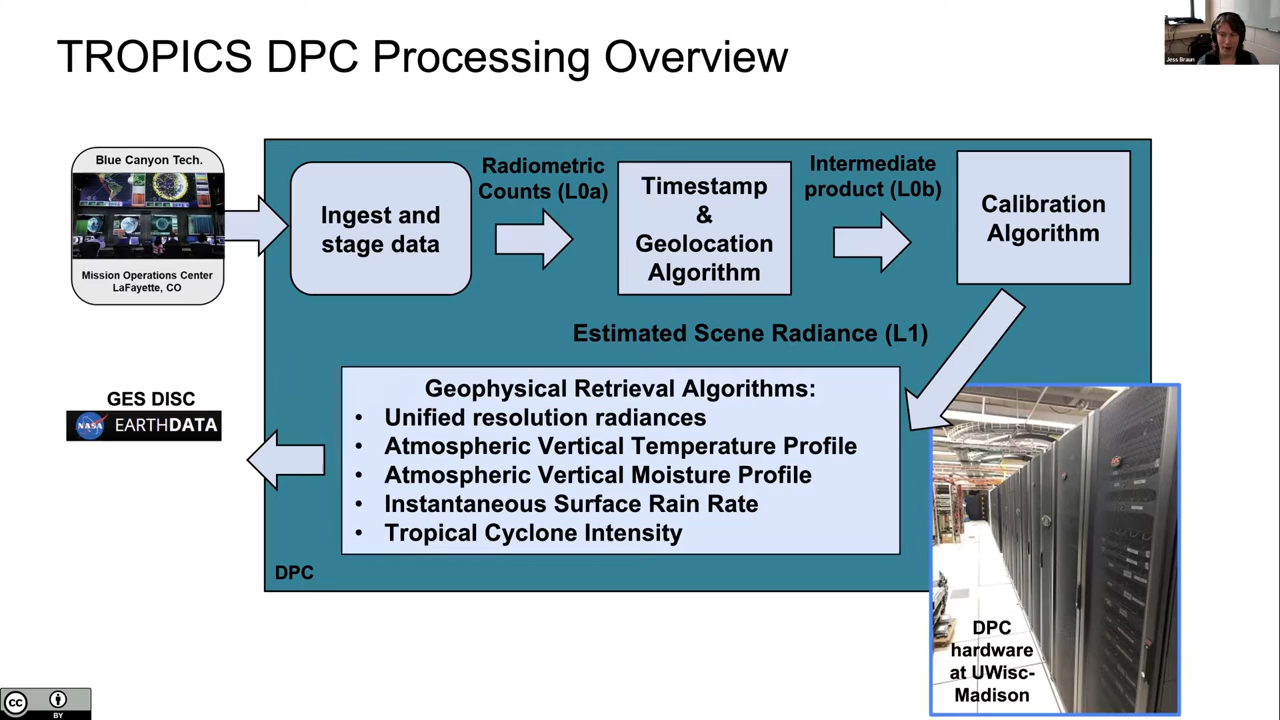 TROPICS DPC Processing Overview
Jess Braun
Blue Canyon Tech.
Mission Operations Center
LaFayette, CO
Ingest and
stage data
Radiometric
Counts (L0a)
Timestamp
&
Geolocation
Algorithm
Intermediate
product (L0b)
Calibration
Algorithm
Estimated Scene Radiance (L1)
Geophysical Retrieval Algorithms:
• Unified resolution radiances
• Atmospheric Vertical Temperature Profile
• Atmospheric Vertical Moisture Profile
• Instantaneous Surface Rain Rate
• Tropical Cyclone Intensity
GES DISC
NASA EARTHDATA
DPC
DPC
hardware
at UWisc-
Madison
cc
BY